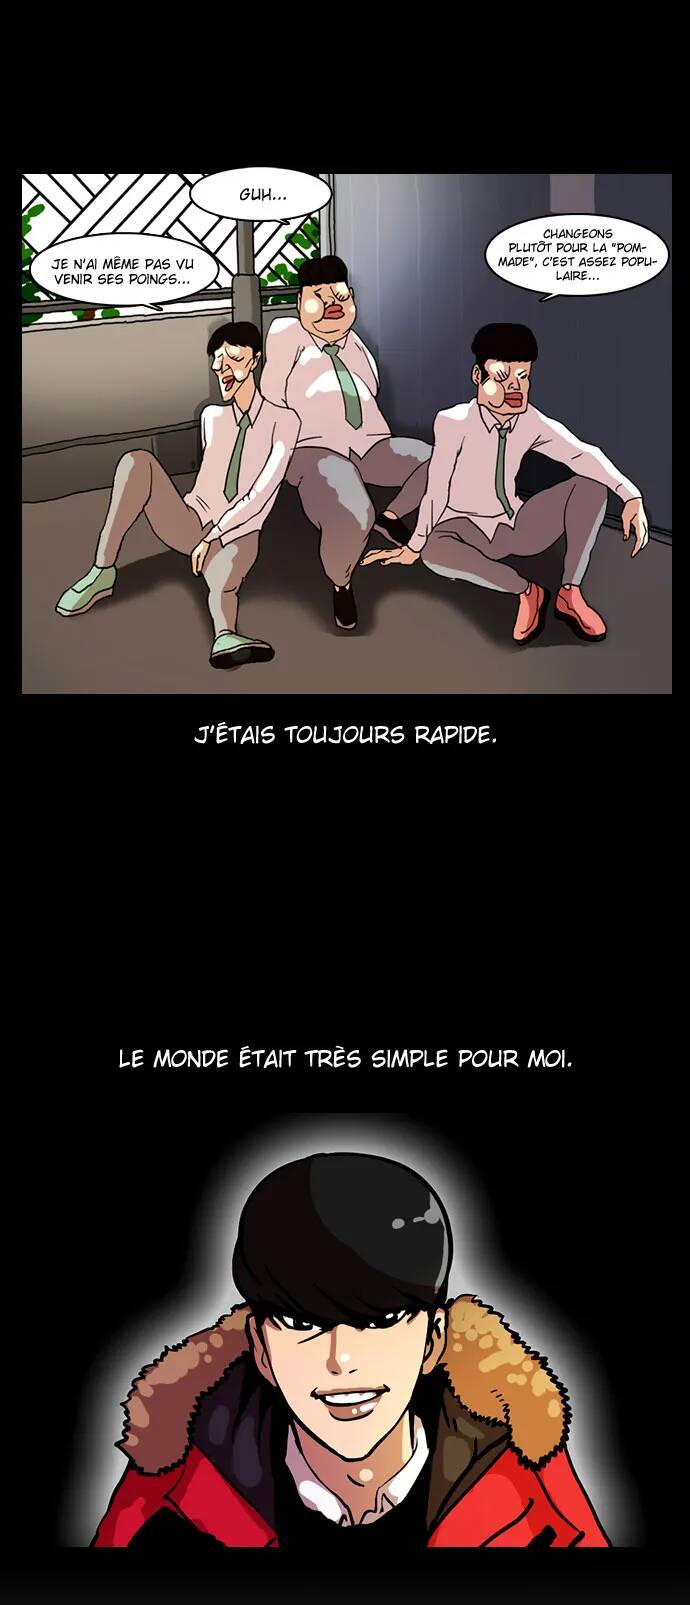 GUH...
JE N'AI MÊME PAS VU
VENIR SES POINGS...
CHANGEONS
PLUTÔT POUR LA "POM-
MADE", C'EST ASSEZ POPU-
LAIRE...
J'ÉTAIS TOUJOURS RAPIDE.
LE MONDE ÉTAIT TRÈS SIMPLE POUR MOI.